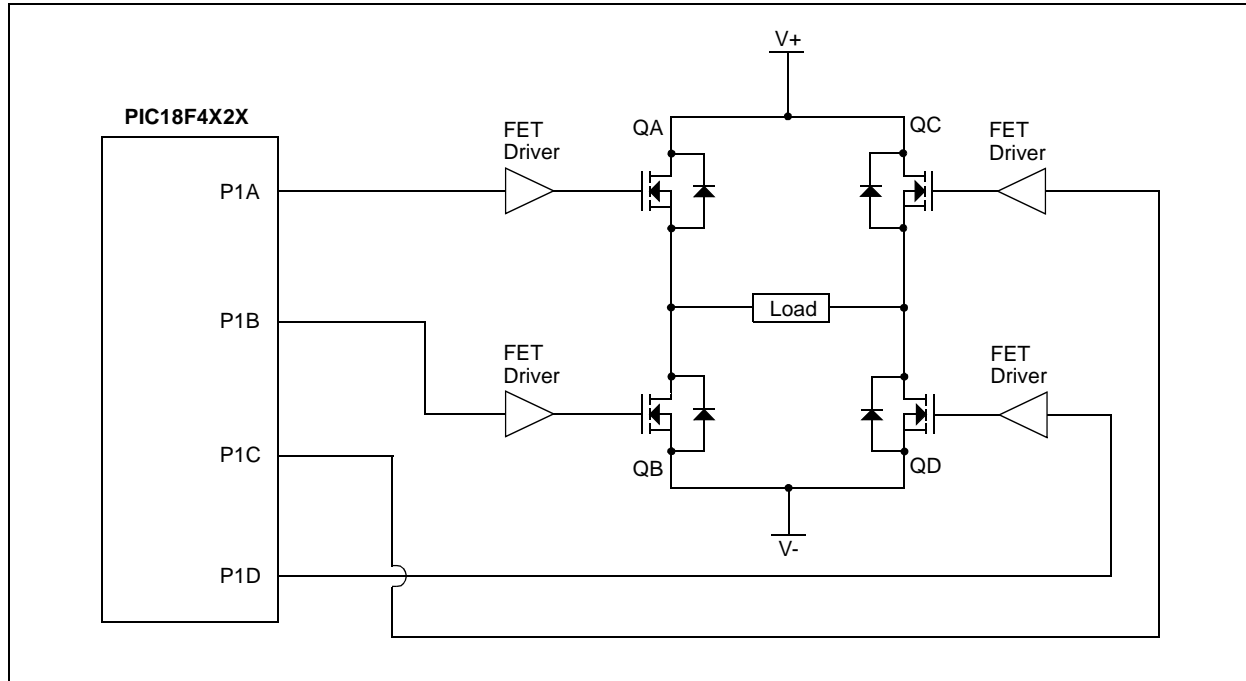 V+
PIC18F4X2X
FET
Driver
QA
QC
FET
Driver
P1A
Load
P1B
FET
Driver
FET
Driver
P1C
QB
QD
V-
P1D